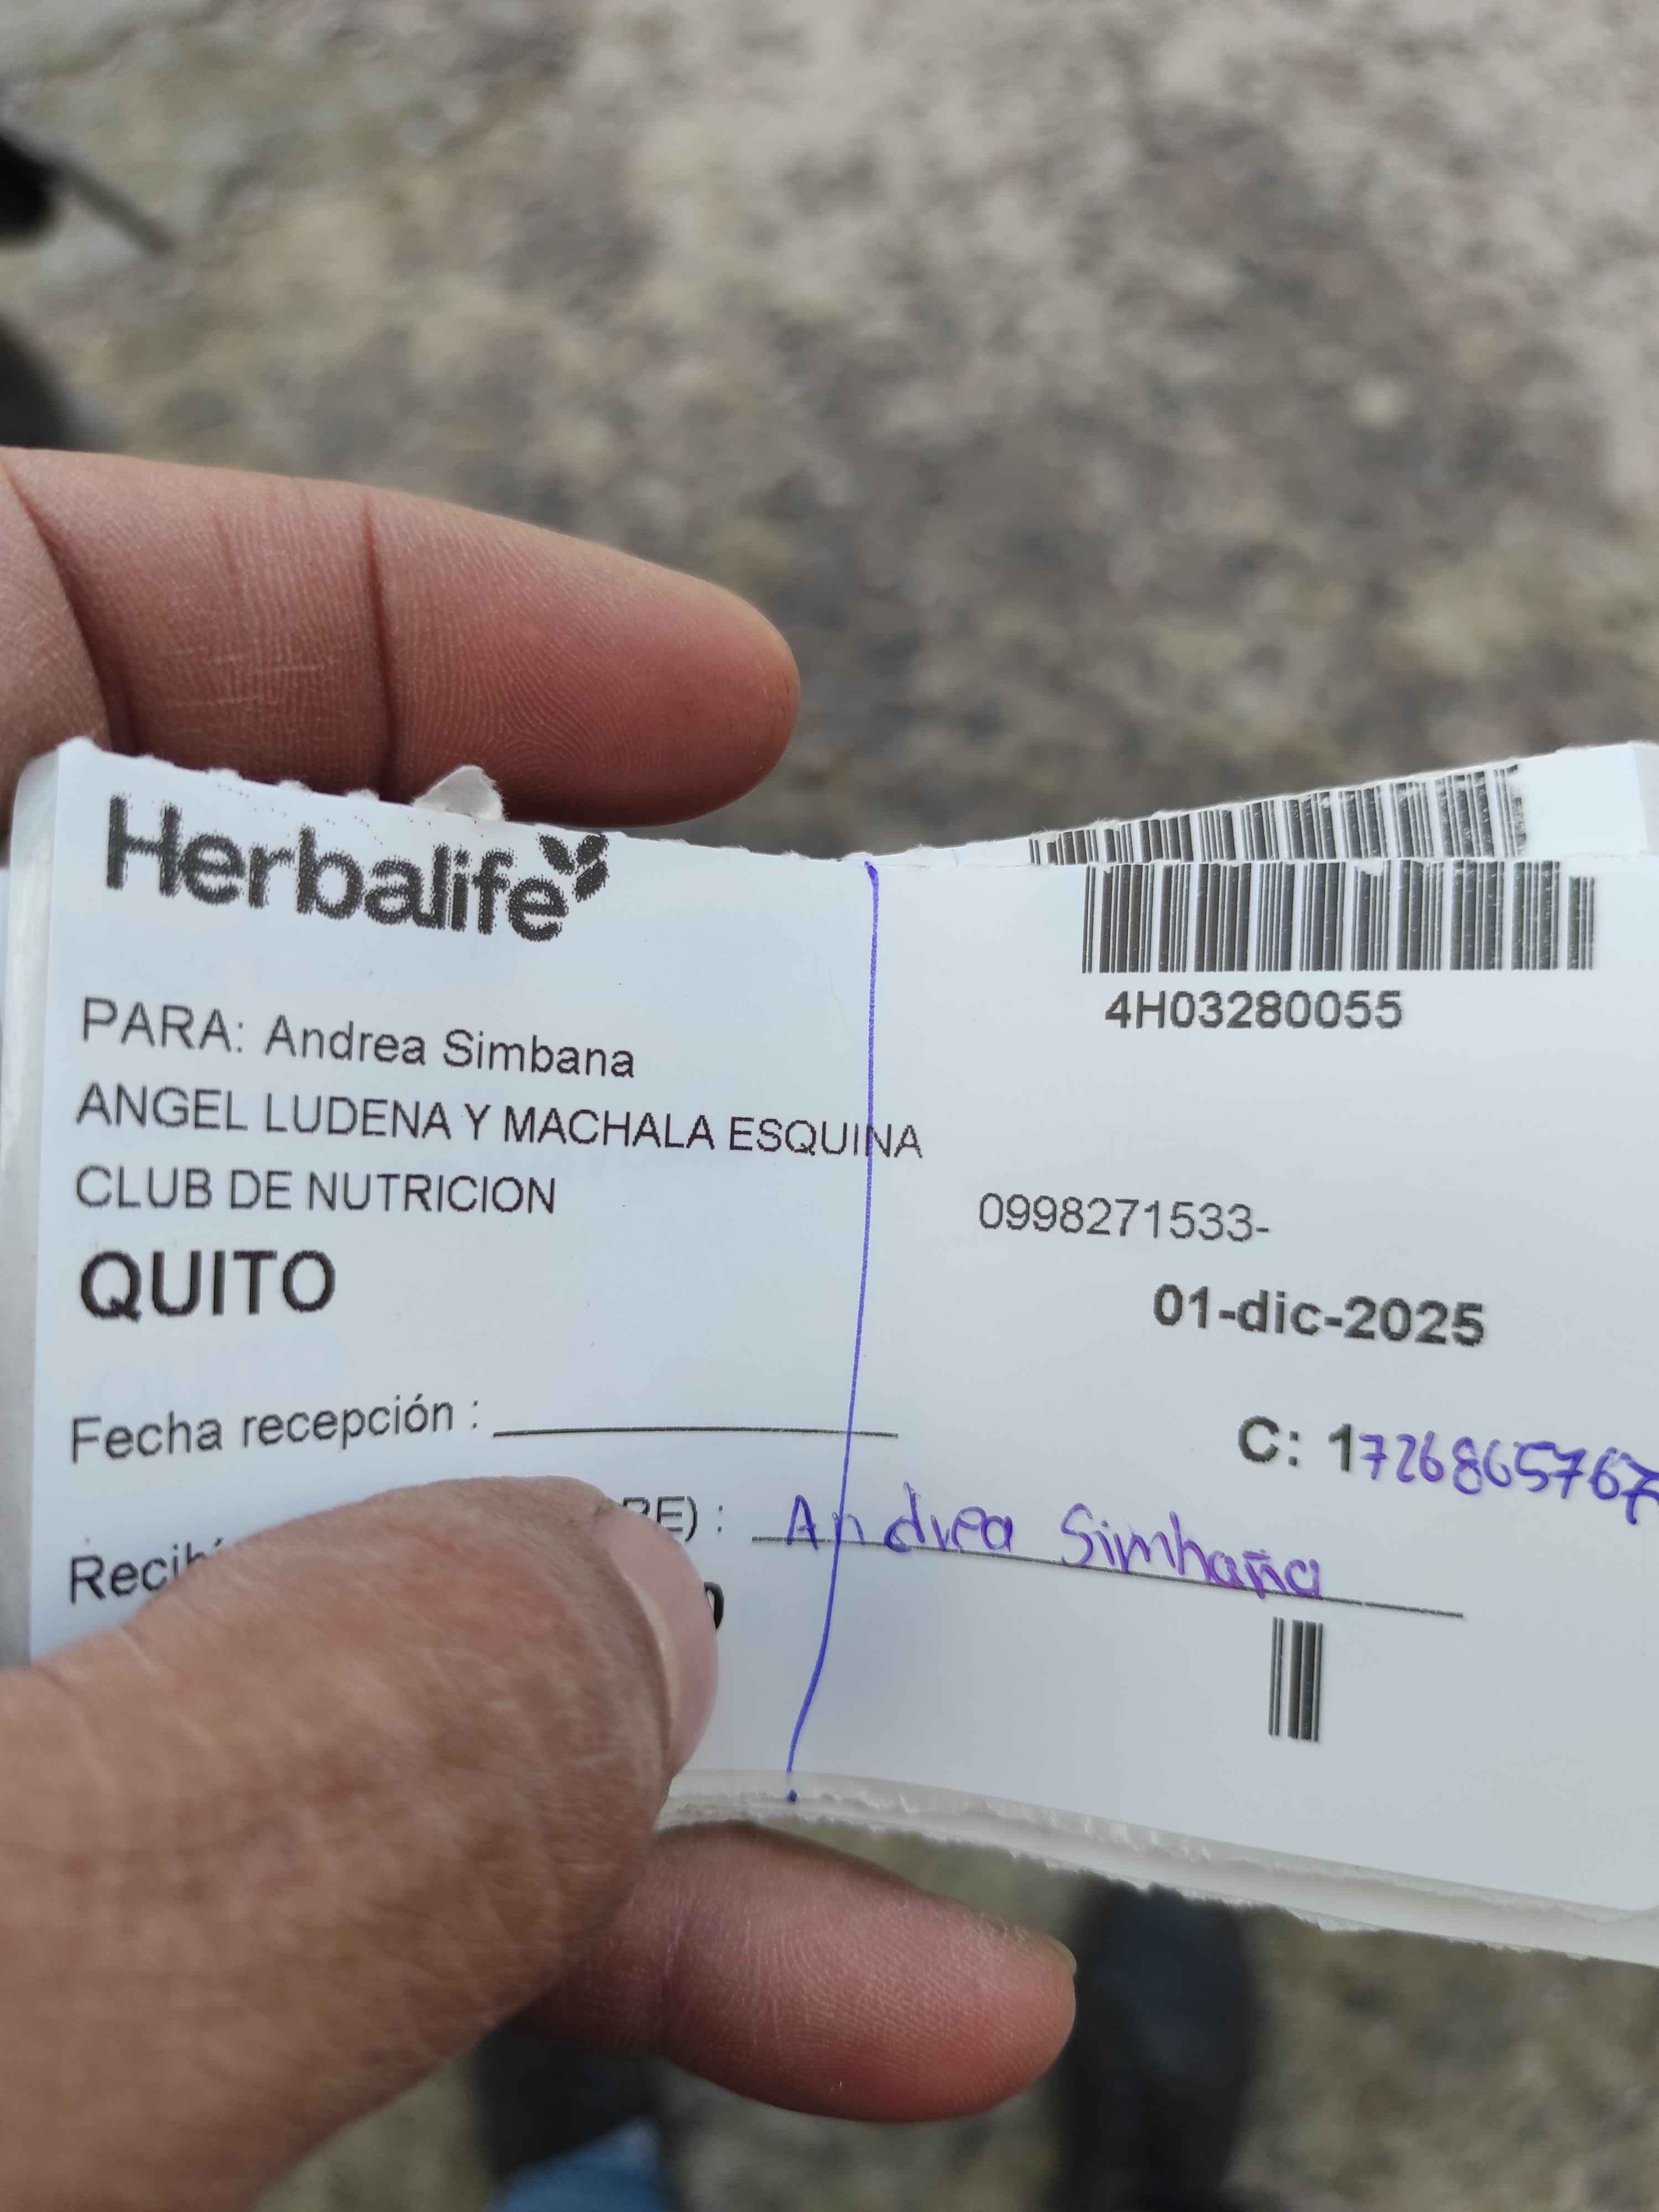 Herbalife
4H03280055
PARA: Andrea Simbana
ANGEL LUDENA Y MACHALA ESQUINA
CLUB DE NUTRICION
0998271533-
QUITO
01-dic-2025
Fecha recepción :
C: 1726865767
RE) : Andrea Simbaña